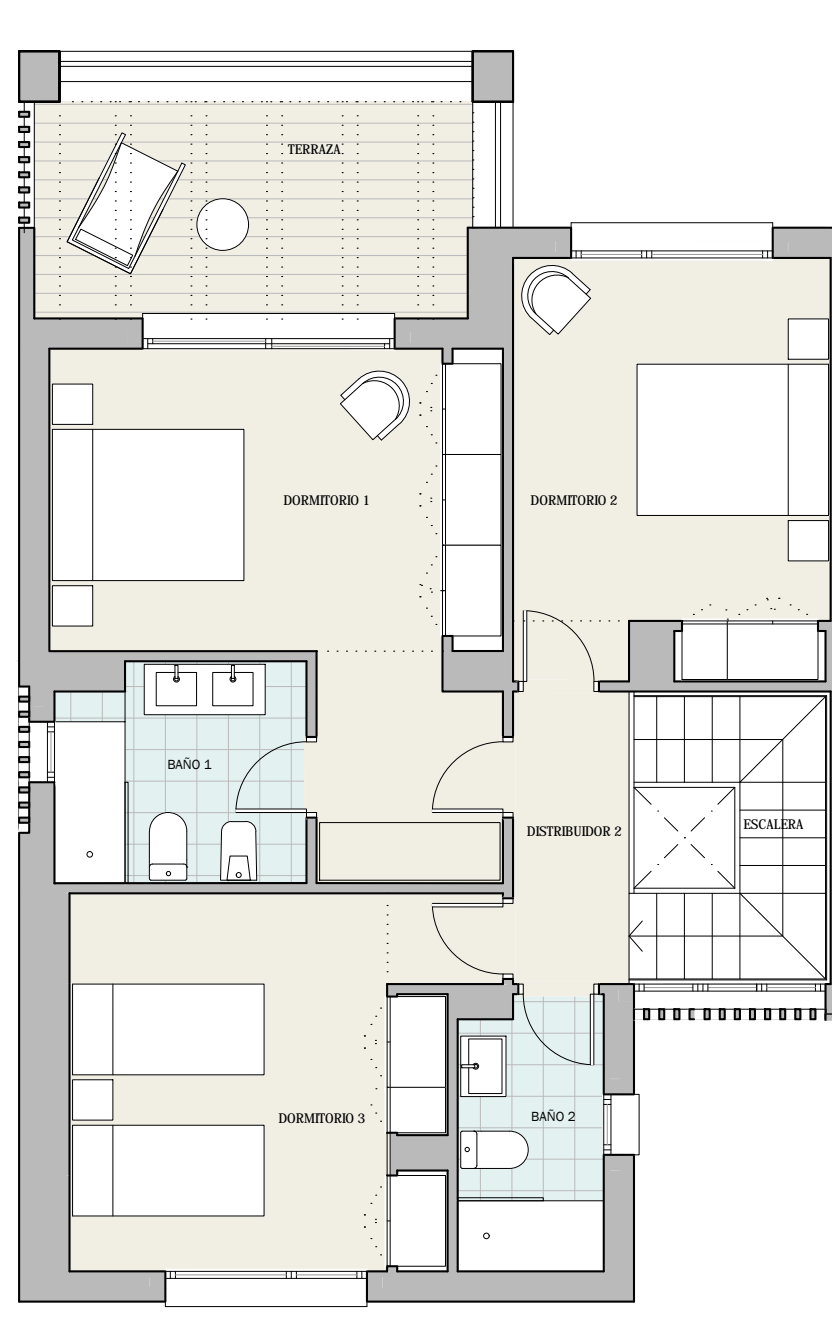 TERRAZA
DORMITORIO 1
DORMITORIO 2
BAÑO 1
DISTRIBUIDOR 2
ESCALERA
DORMITORIO 3
BAÑO 2